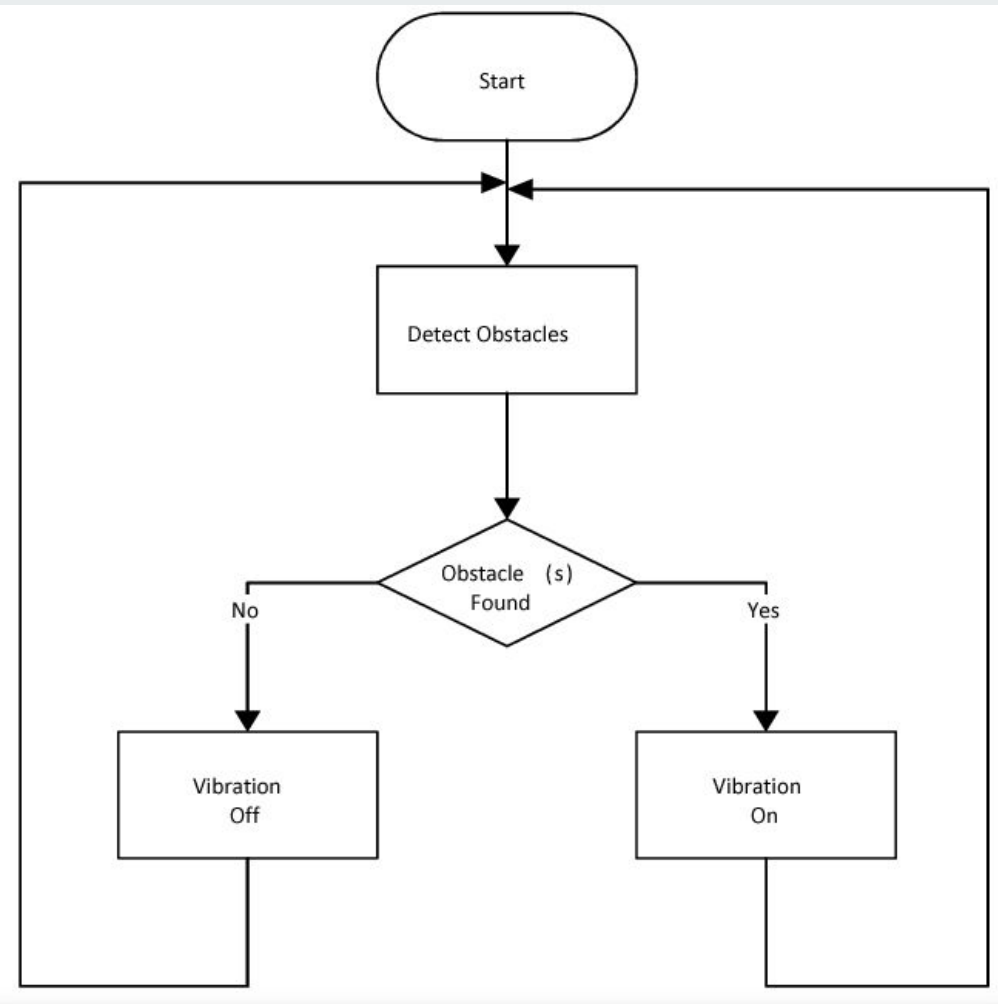 Start
Detect Obstacles
Obstacle (s)
Found
No
Yes
Vibration
Off
Vibration
On